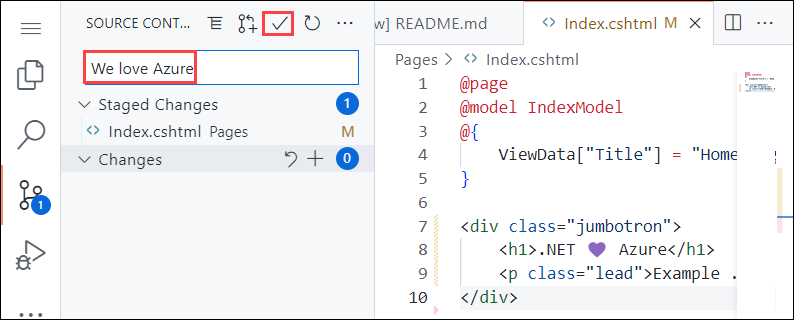 SOURCE CONT...
We love Azure
Staged Changes 1
Index.cshtml Pages M
Changes 0
1
w] README.md
Index.cshtml M
Pages > Index.cshtml
1 @page
2 @model IndexModel
3 @{
4 ViewData["Title"] = "Home
5 }
6
7 <div class="jumbotron">
8 <h1>.NET 💜 Azure</h1>
9 <p class="lead">Example .
10 </div>